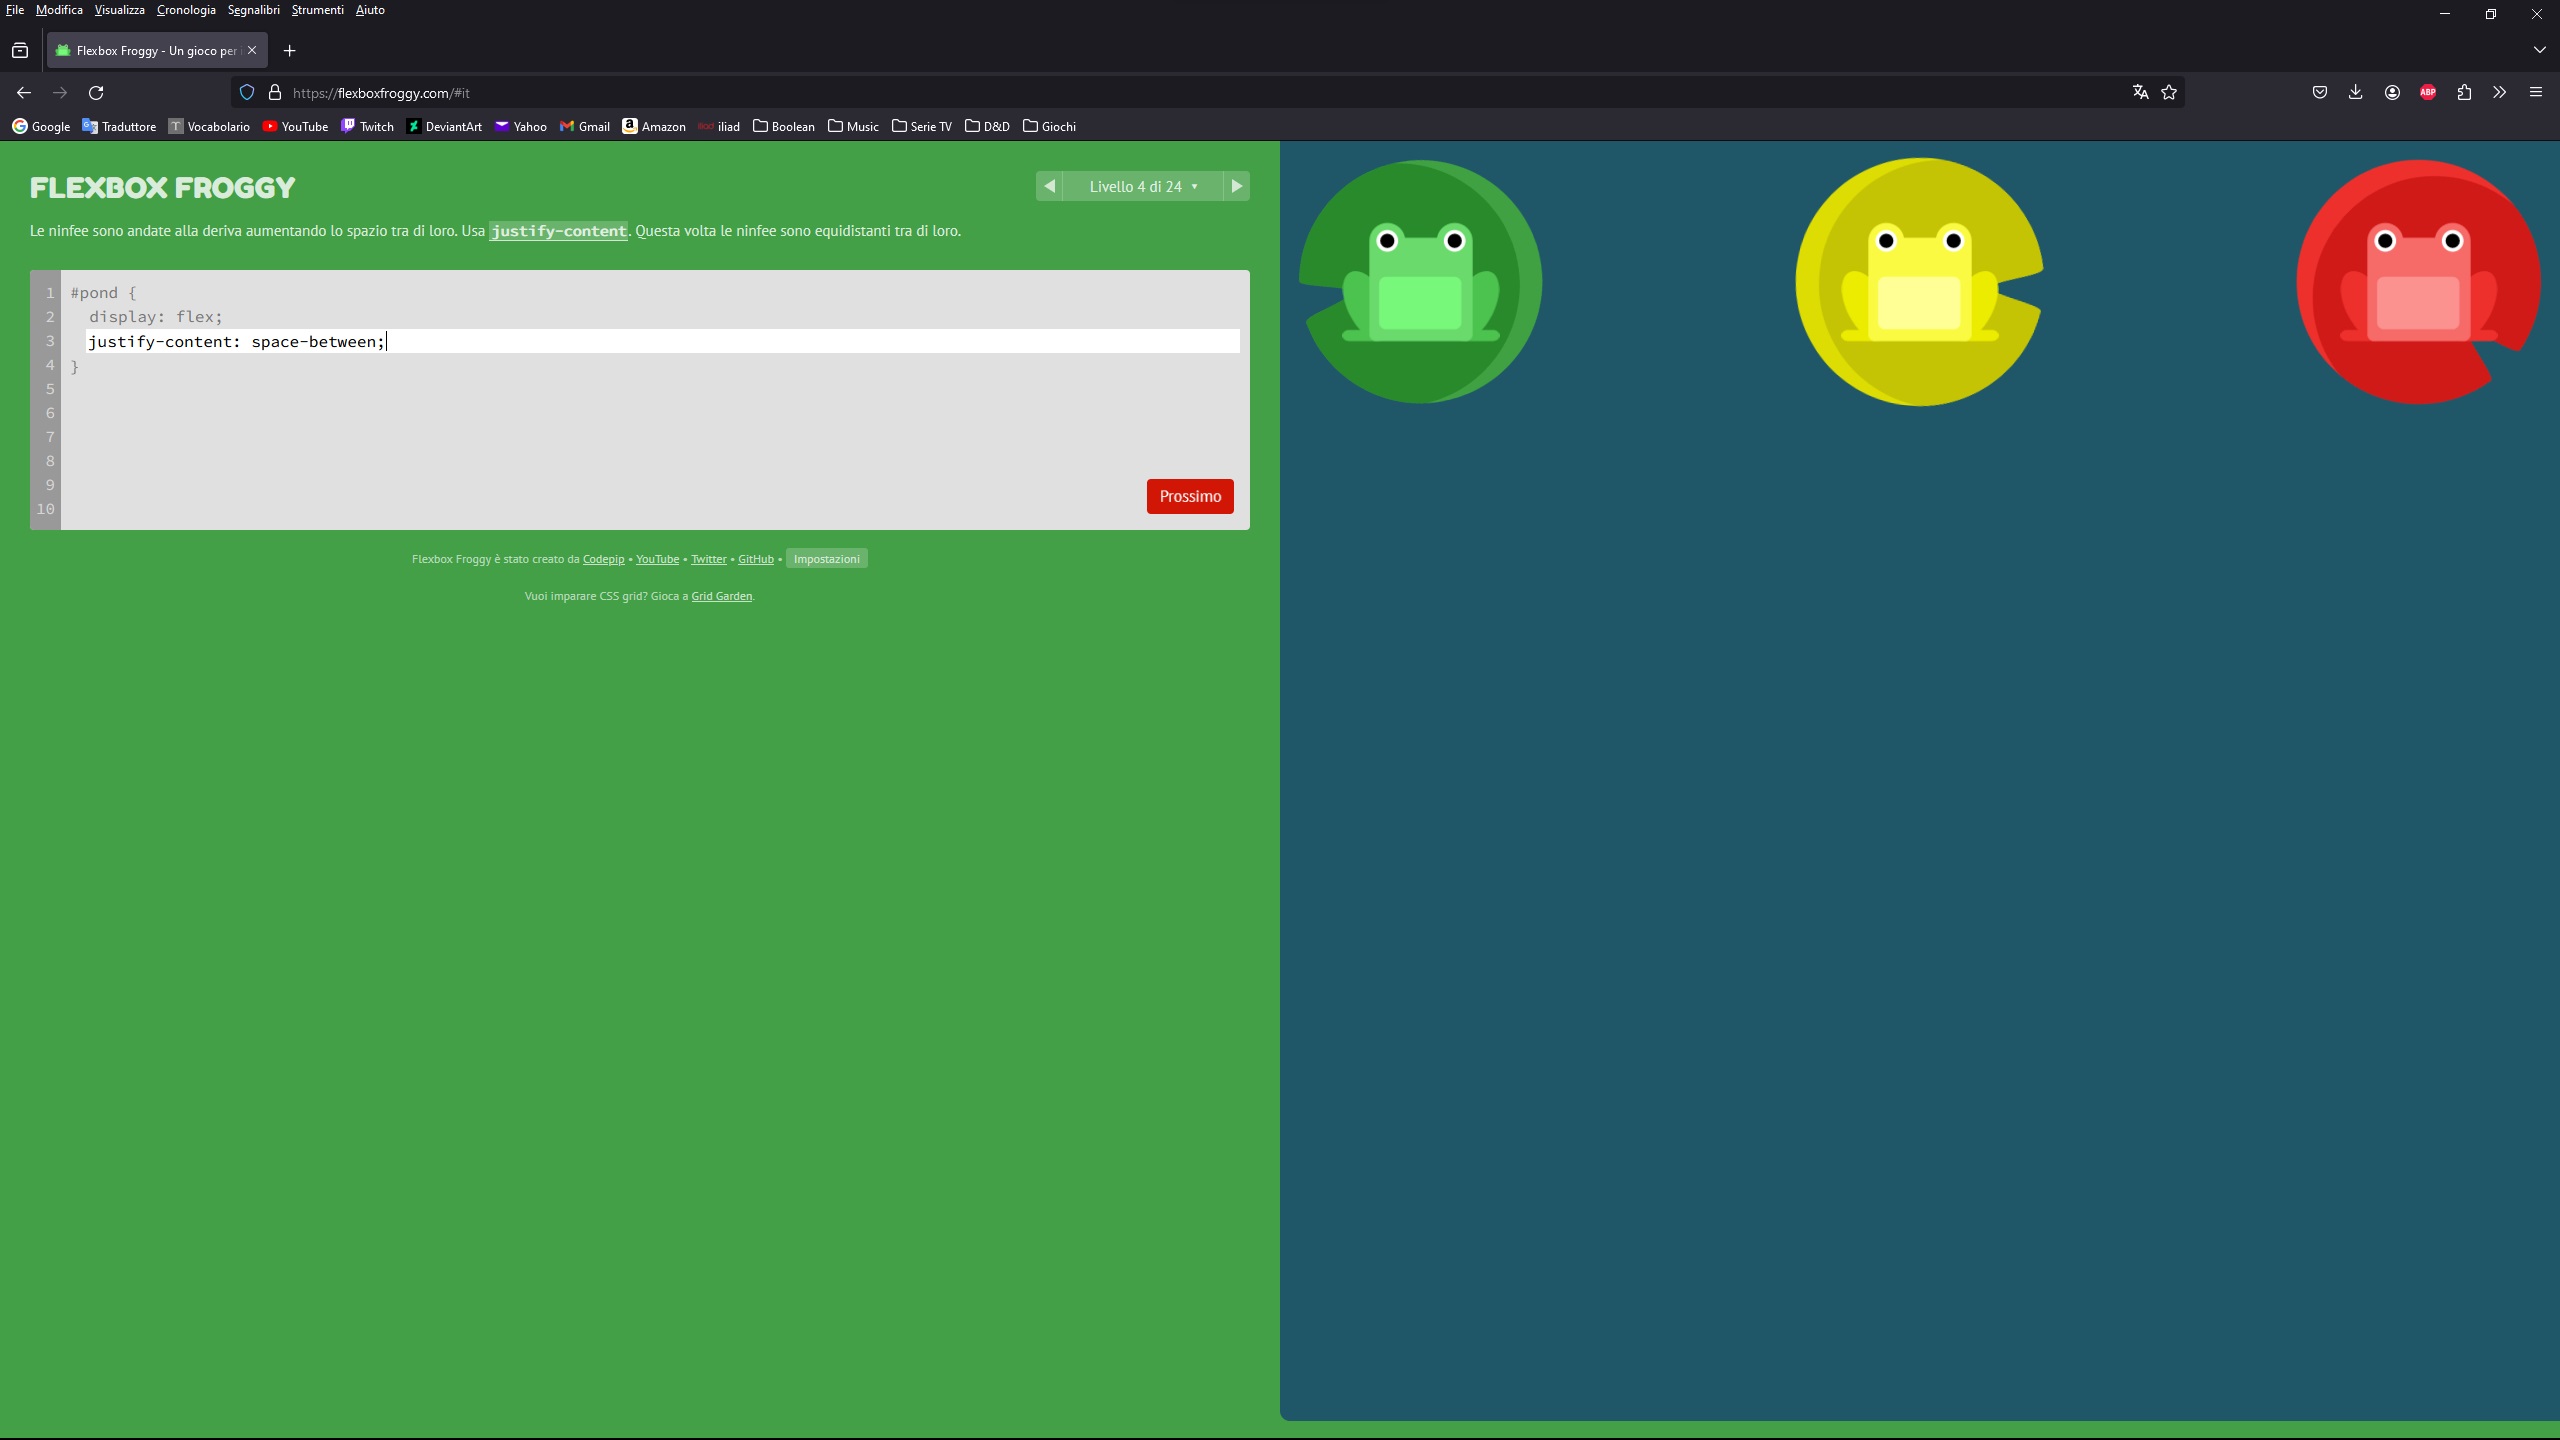 File Modifica Visualizza Cronologia Segnalibri Strumenti Aiuto
Flexbox Froggy - Un gioco per i
https://flexboxfroggy.com/#it
ABP
Google Traduttore Vocabolario YouTube Twitch DeviantArt Yahoo Gmail Amazon iliad Boolean Music Serie TV D&D Giochi
FLEXBOX FROGGY
Livello 4 di 24
Le ninfee sono andate alla deriva aumentando lo spazio tra di loro. Usa justify-content. Questa volta le ninfee sono equidistanti tra di loro.
1 #pond {
2 display: flex;
3 justify-content: space-between;
4 }
5
6
7
8
9
10
Prossimo
Flexbox Froggy è stato creato da Codepip • YouTube • Twitter • GitHub • Impostazioni
Vuoi imparare CSS grid? Gioca a Grid Garden.